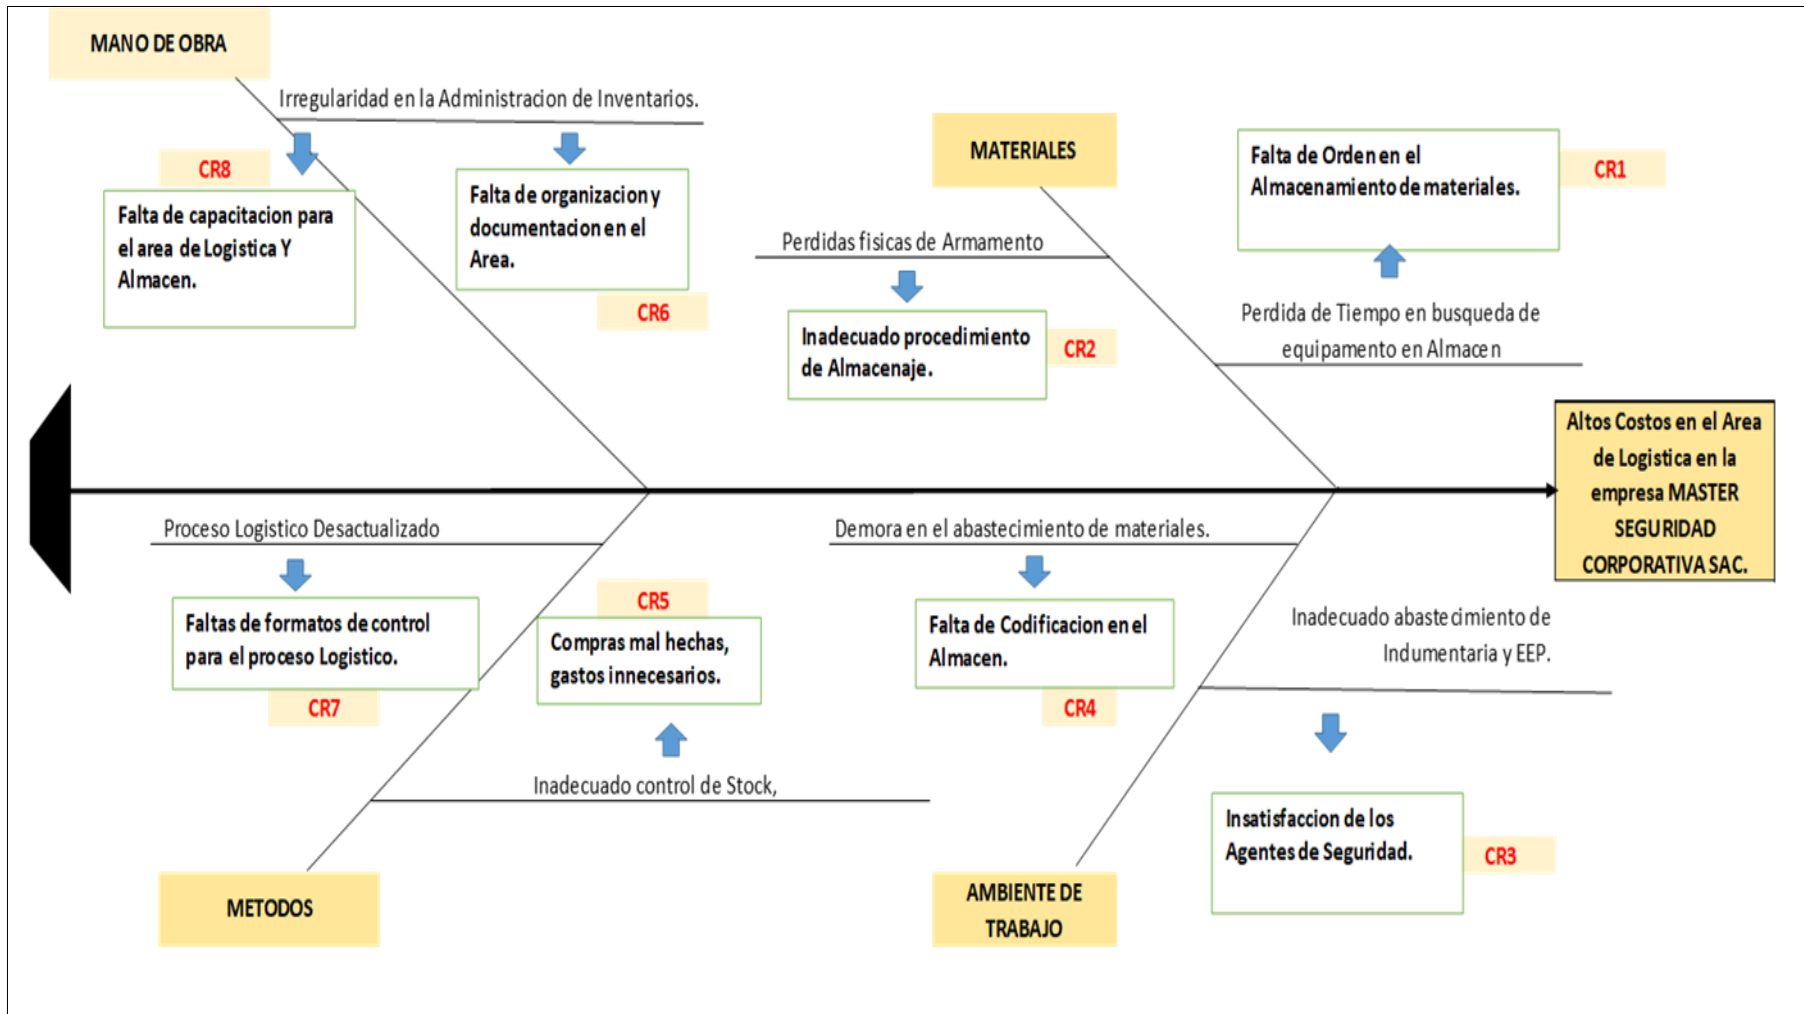 MANO DE OBRA
Irregularidad en la Administracion de Inventarios.
CR8
Falta de capacitacion para
el area de Logistica Y
Almacen.
Falta de organizacion y
documentacion en el
Area.
CR6
MATERIALES
Perdidas fisicas de Armamento
Inadecuado procedimiento
de Almacenaje.
CR2
Falta de Orden en el
Almacenamiento de materiales.
CR1
Perdida de Tiempo en busqueda de
equipamento en Almacen
Altos Costos en el Area
de Logistica en la
empresa MASTER
SEGURIDAD
CORPORATIVA SAC.
Proceso Logistico Desactualizado
Faltas de formatos de control
para el proceso Logistico.
CR7
CR5
Compras mal hechas,
gastos innecesarios.
Inadecuado control de Stock,
METODOS
Demora en el abastecimiento de materiales.
Falta de Codificacion en el
Almacen.
CR4
Inadecuado abastecimiento de
Indumentaria y EEP.
Insatisfaccion de los
Agentes de Seguridad.
CR3
AMBIENTE DE
TRABAJO